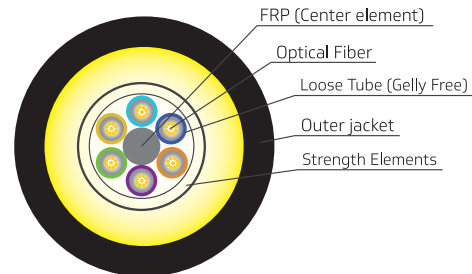 FRP (Center element)
Optical Fiber
Loose Tube (Gelly Free)
Outer jacket
Strength Elements